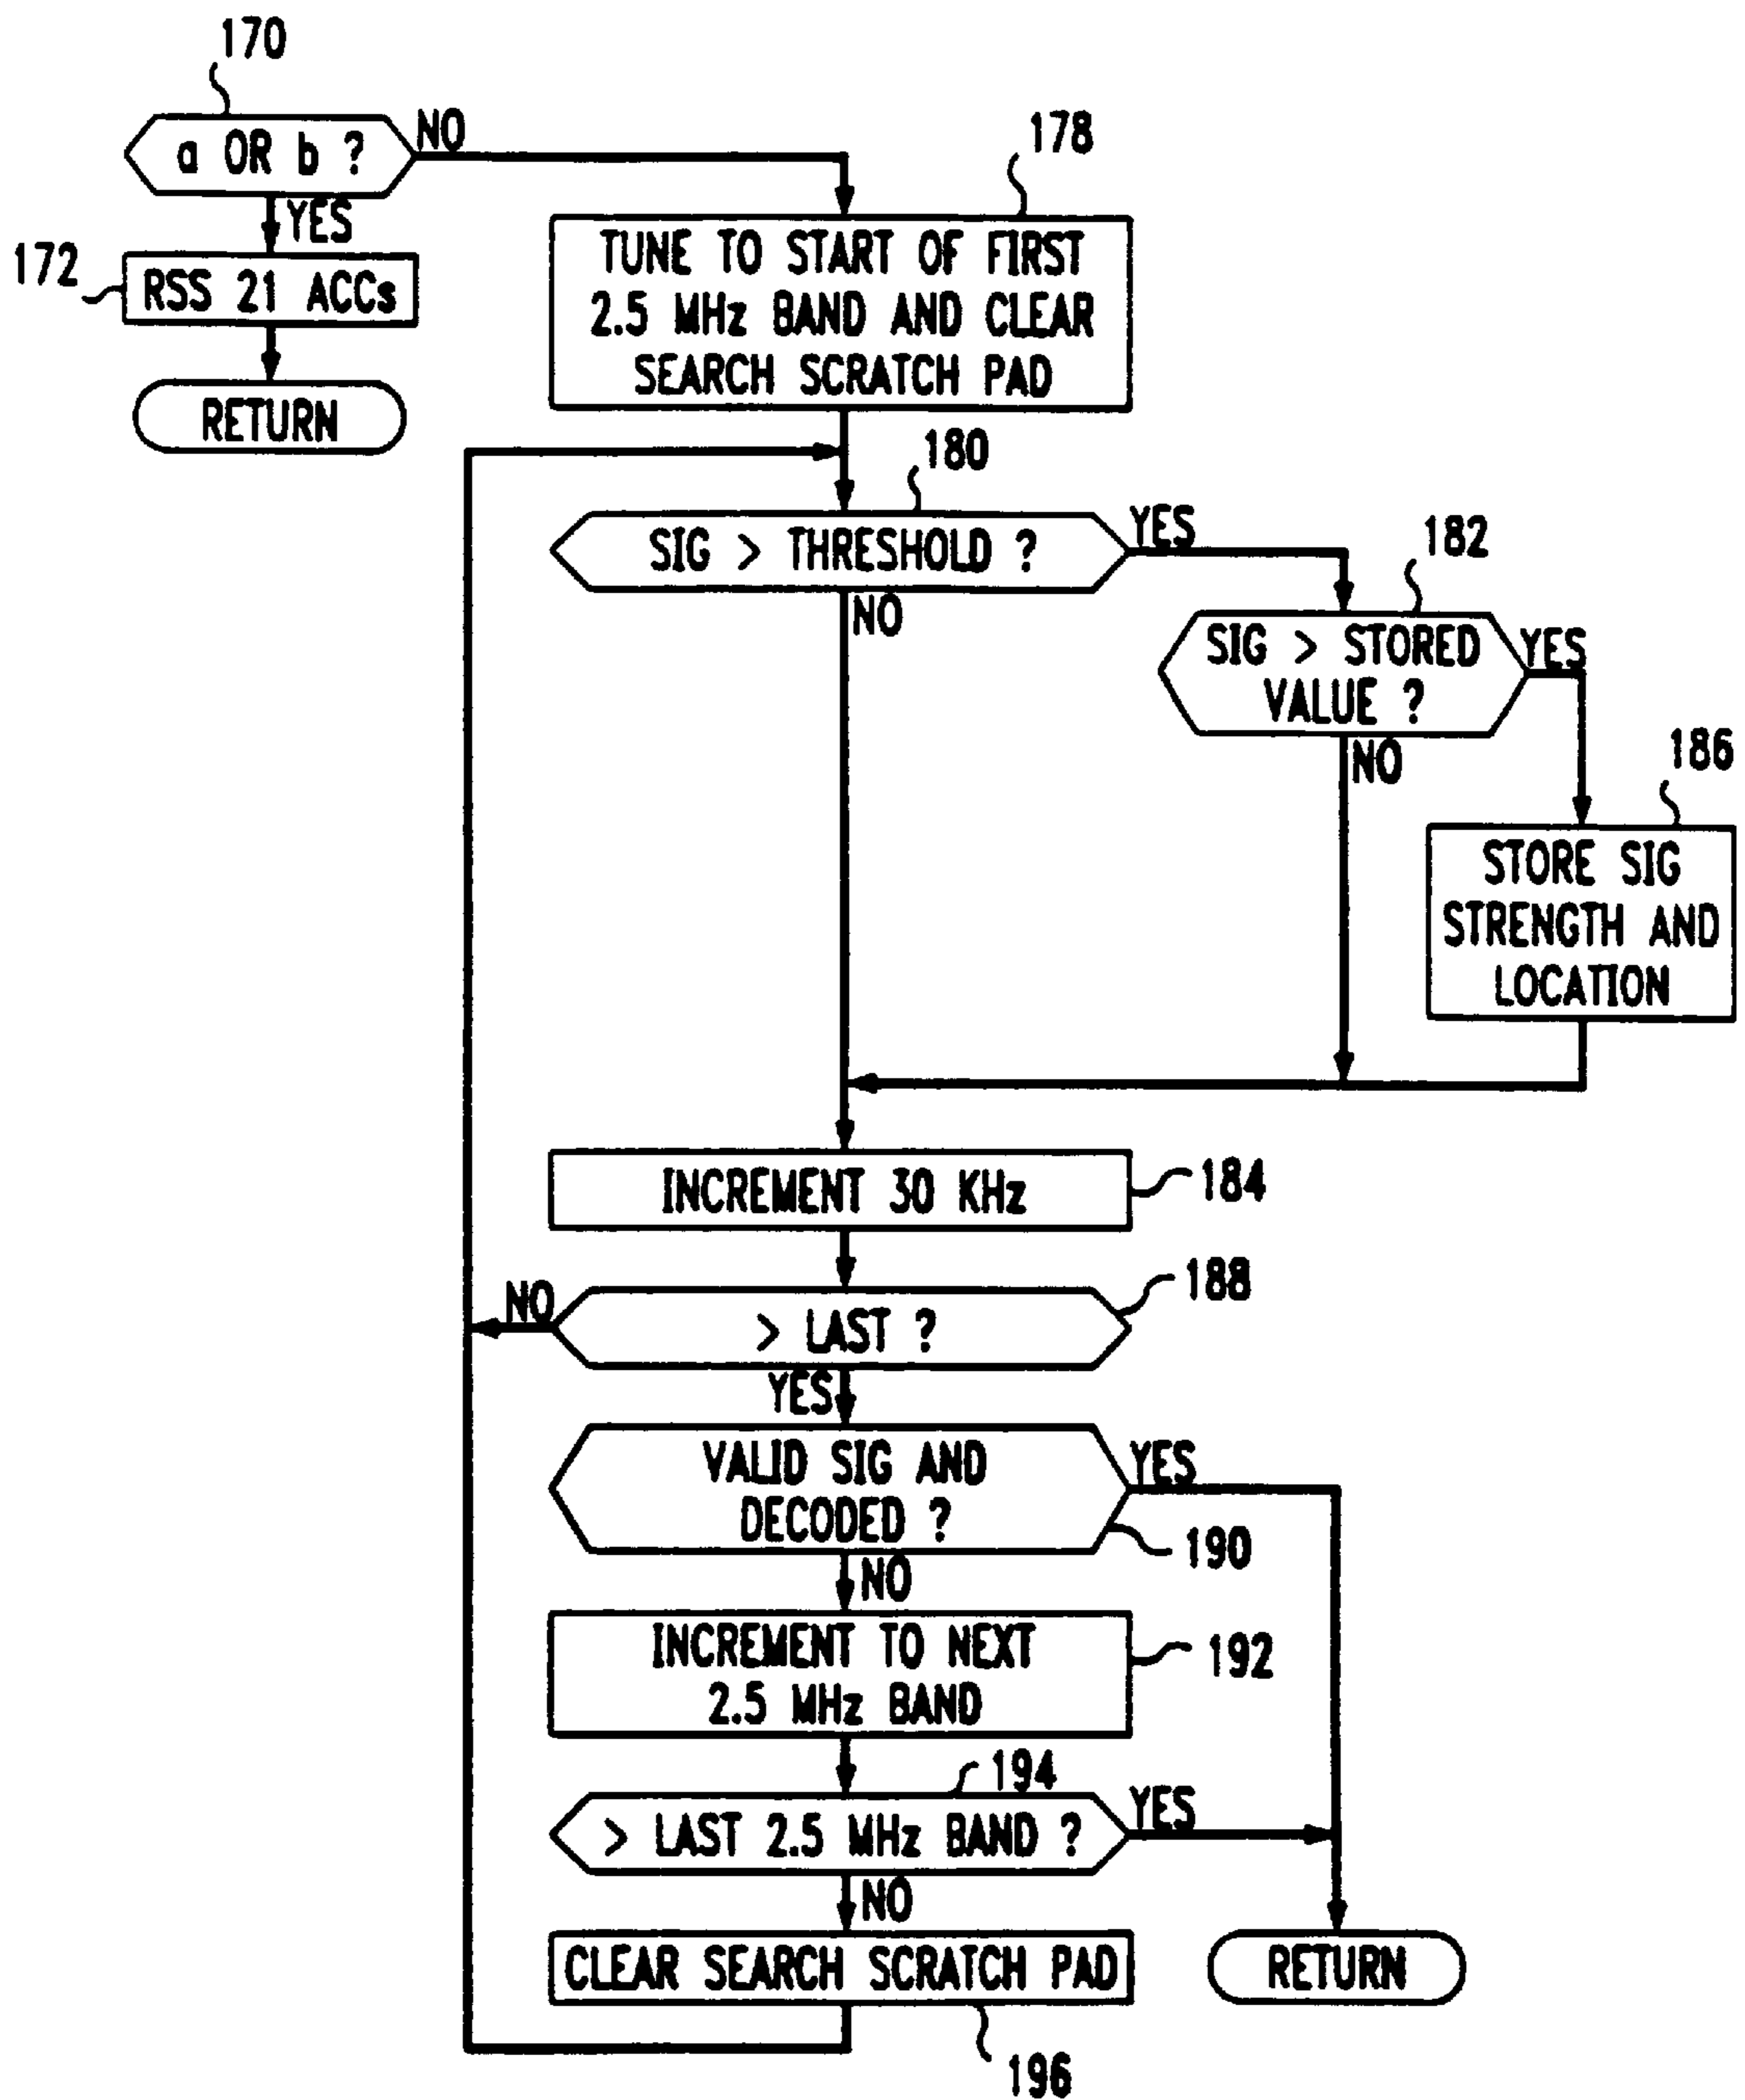 170
a OR b ?
NO
YES
172
RSS 21 ACCs
RETURN
178
TUNE TO START OF FIRST
2.5 MHz BAND AND CLEAR
SEARCH SCRATCH PAD
180
SIG > THRESHOLD ?
YES
NO
182
SIG > STORED
VALUE ?
YES
NO
186
STORE SIG
STRENGTH AND
LOCATION
INCREMENT 30 KHz
184
NO
> LAST ?
188
YES
VALID SIG AND
DECODED ?
YES
190
NO
INCREMENT TO NEXT
2.5 MHz BAND
192
194
> LAST 2.5 MHz BAND ?
YES
NO
CLEAR SEARCH SCRATCH PAD
RETURN
196